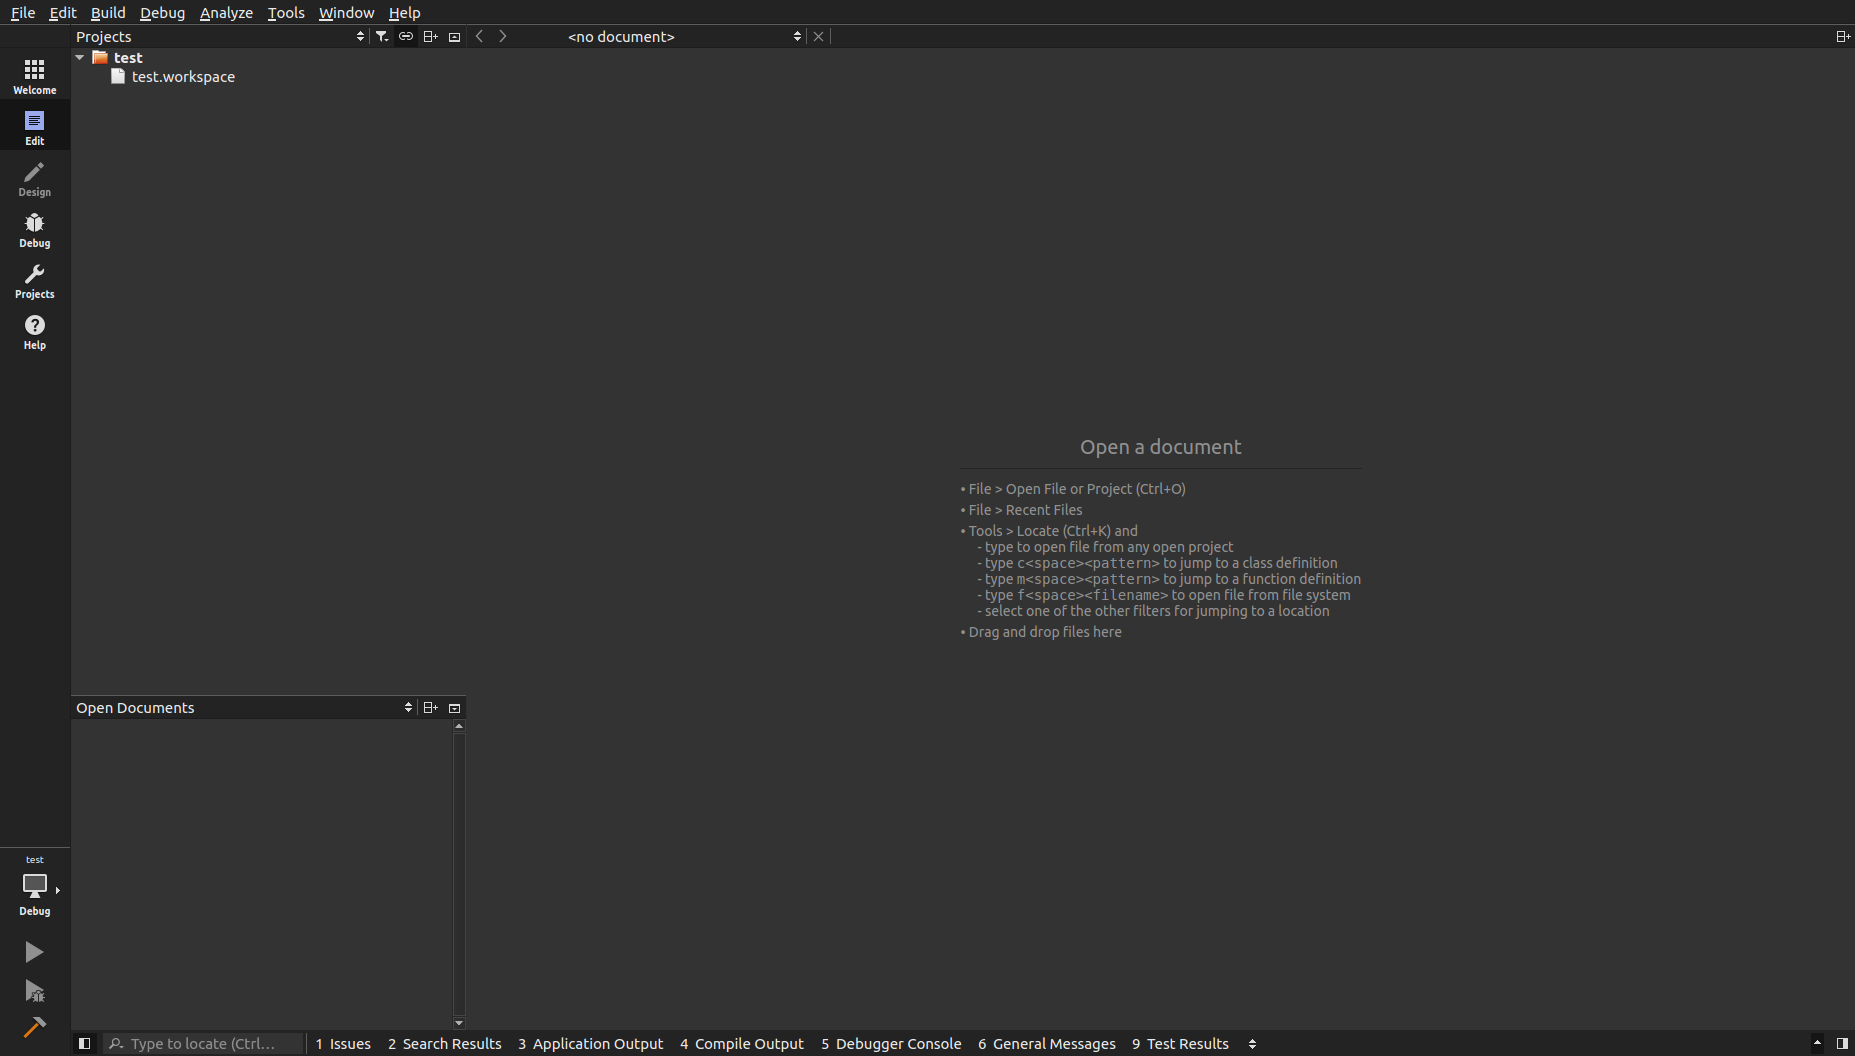 File Edit Build Debug Analyze Tools Window Help
Projects
<no document>
test
test.workspace
Welcome
Edit
Design
Debug
Projects
Help
Open a document
• File > Open File or Project (Ctrl+O)
• File > Recent Files
• Tools > Locate (Ctrl+K) and
- type to open file from any open project
- type c<space><pattern> to jump to a class definition
- type m<space><pattern> to jump to a function definition
- type f<space><filename> to open file from file system
- select one of the other filters for jumping to a location
• Drag and drop files here
Open Documents
test
Debug
Type to locate (Ctrl...
1 Issues 2 Search Results 3 Application Output 4 Compile Output 5 Debugger Console 6 General Messages 9 Test Results